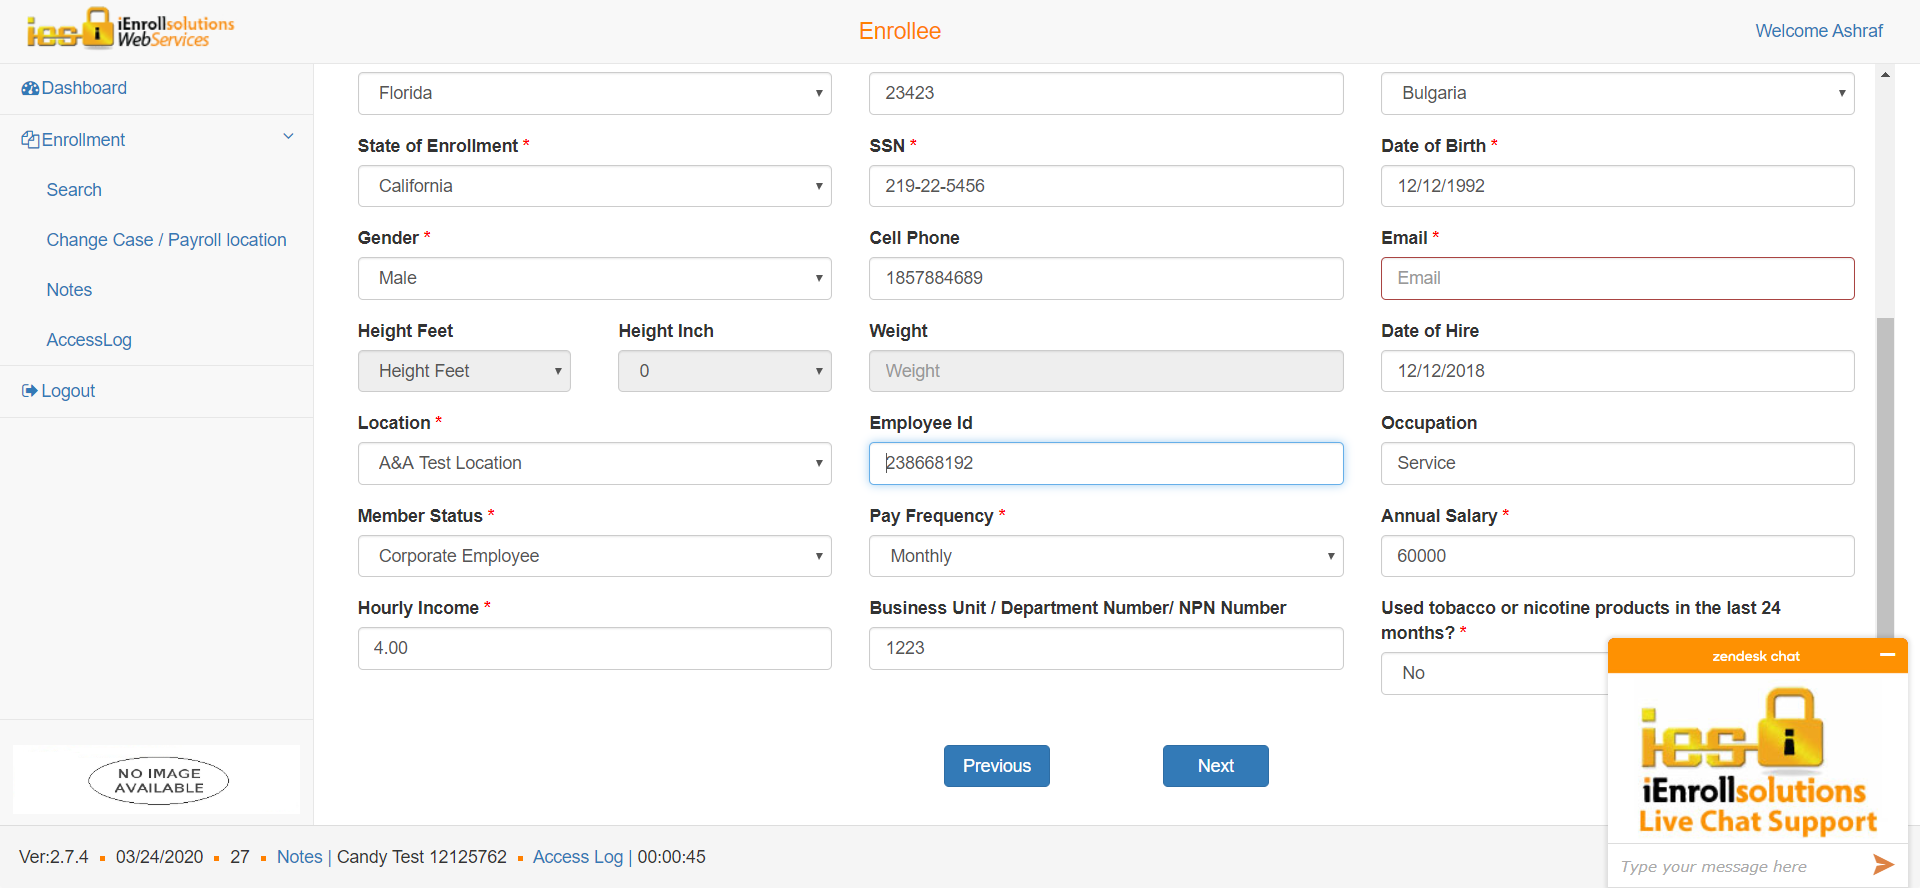 ies iEnrollsolutions
WebServices
Enrollee
Welcome Ashraf
Dashboard
Enrollment
Search
Change Case / Payroll location
Notes
AccessLog
Logout
NO IMAGE
AVAILABLE
Florida
23423
Bulgaria
State of Enrollment *
SSN *
Date of Birth *
California
219-22-5456
12/12/1992
Gender *
Cell Phone
Email *
Male
1857884689
Email
Height Feet
Height Inch
Weight
Date of Hire
Height Feet
0
Weight
12/12/2018
Location *
Employee Id
Occupation
A&A Test Location
238668192
Service
Member Status *
Pay Frequency *
Annual Salary *
Corporate Employee
Monthly
60000
Hourly Income *
Business Unit / Department Number/ NPN Number
Used tobacco or nicotine products in the last 24
months? *
4.00
1223
No
Previous
Next
zendesk chat
ies
iEnrollsolutions
Live Chat Support
Type your message here
Ver:2.7.4 ▪ 03/24/2020 ▪ 27 ▪ Notes | Candy Test 12125762 ▪ Access Log | 00:00:45